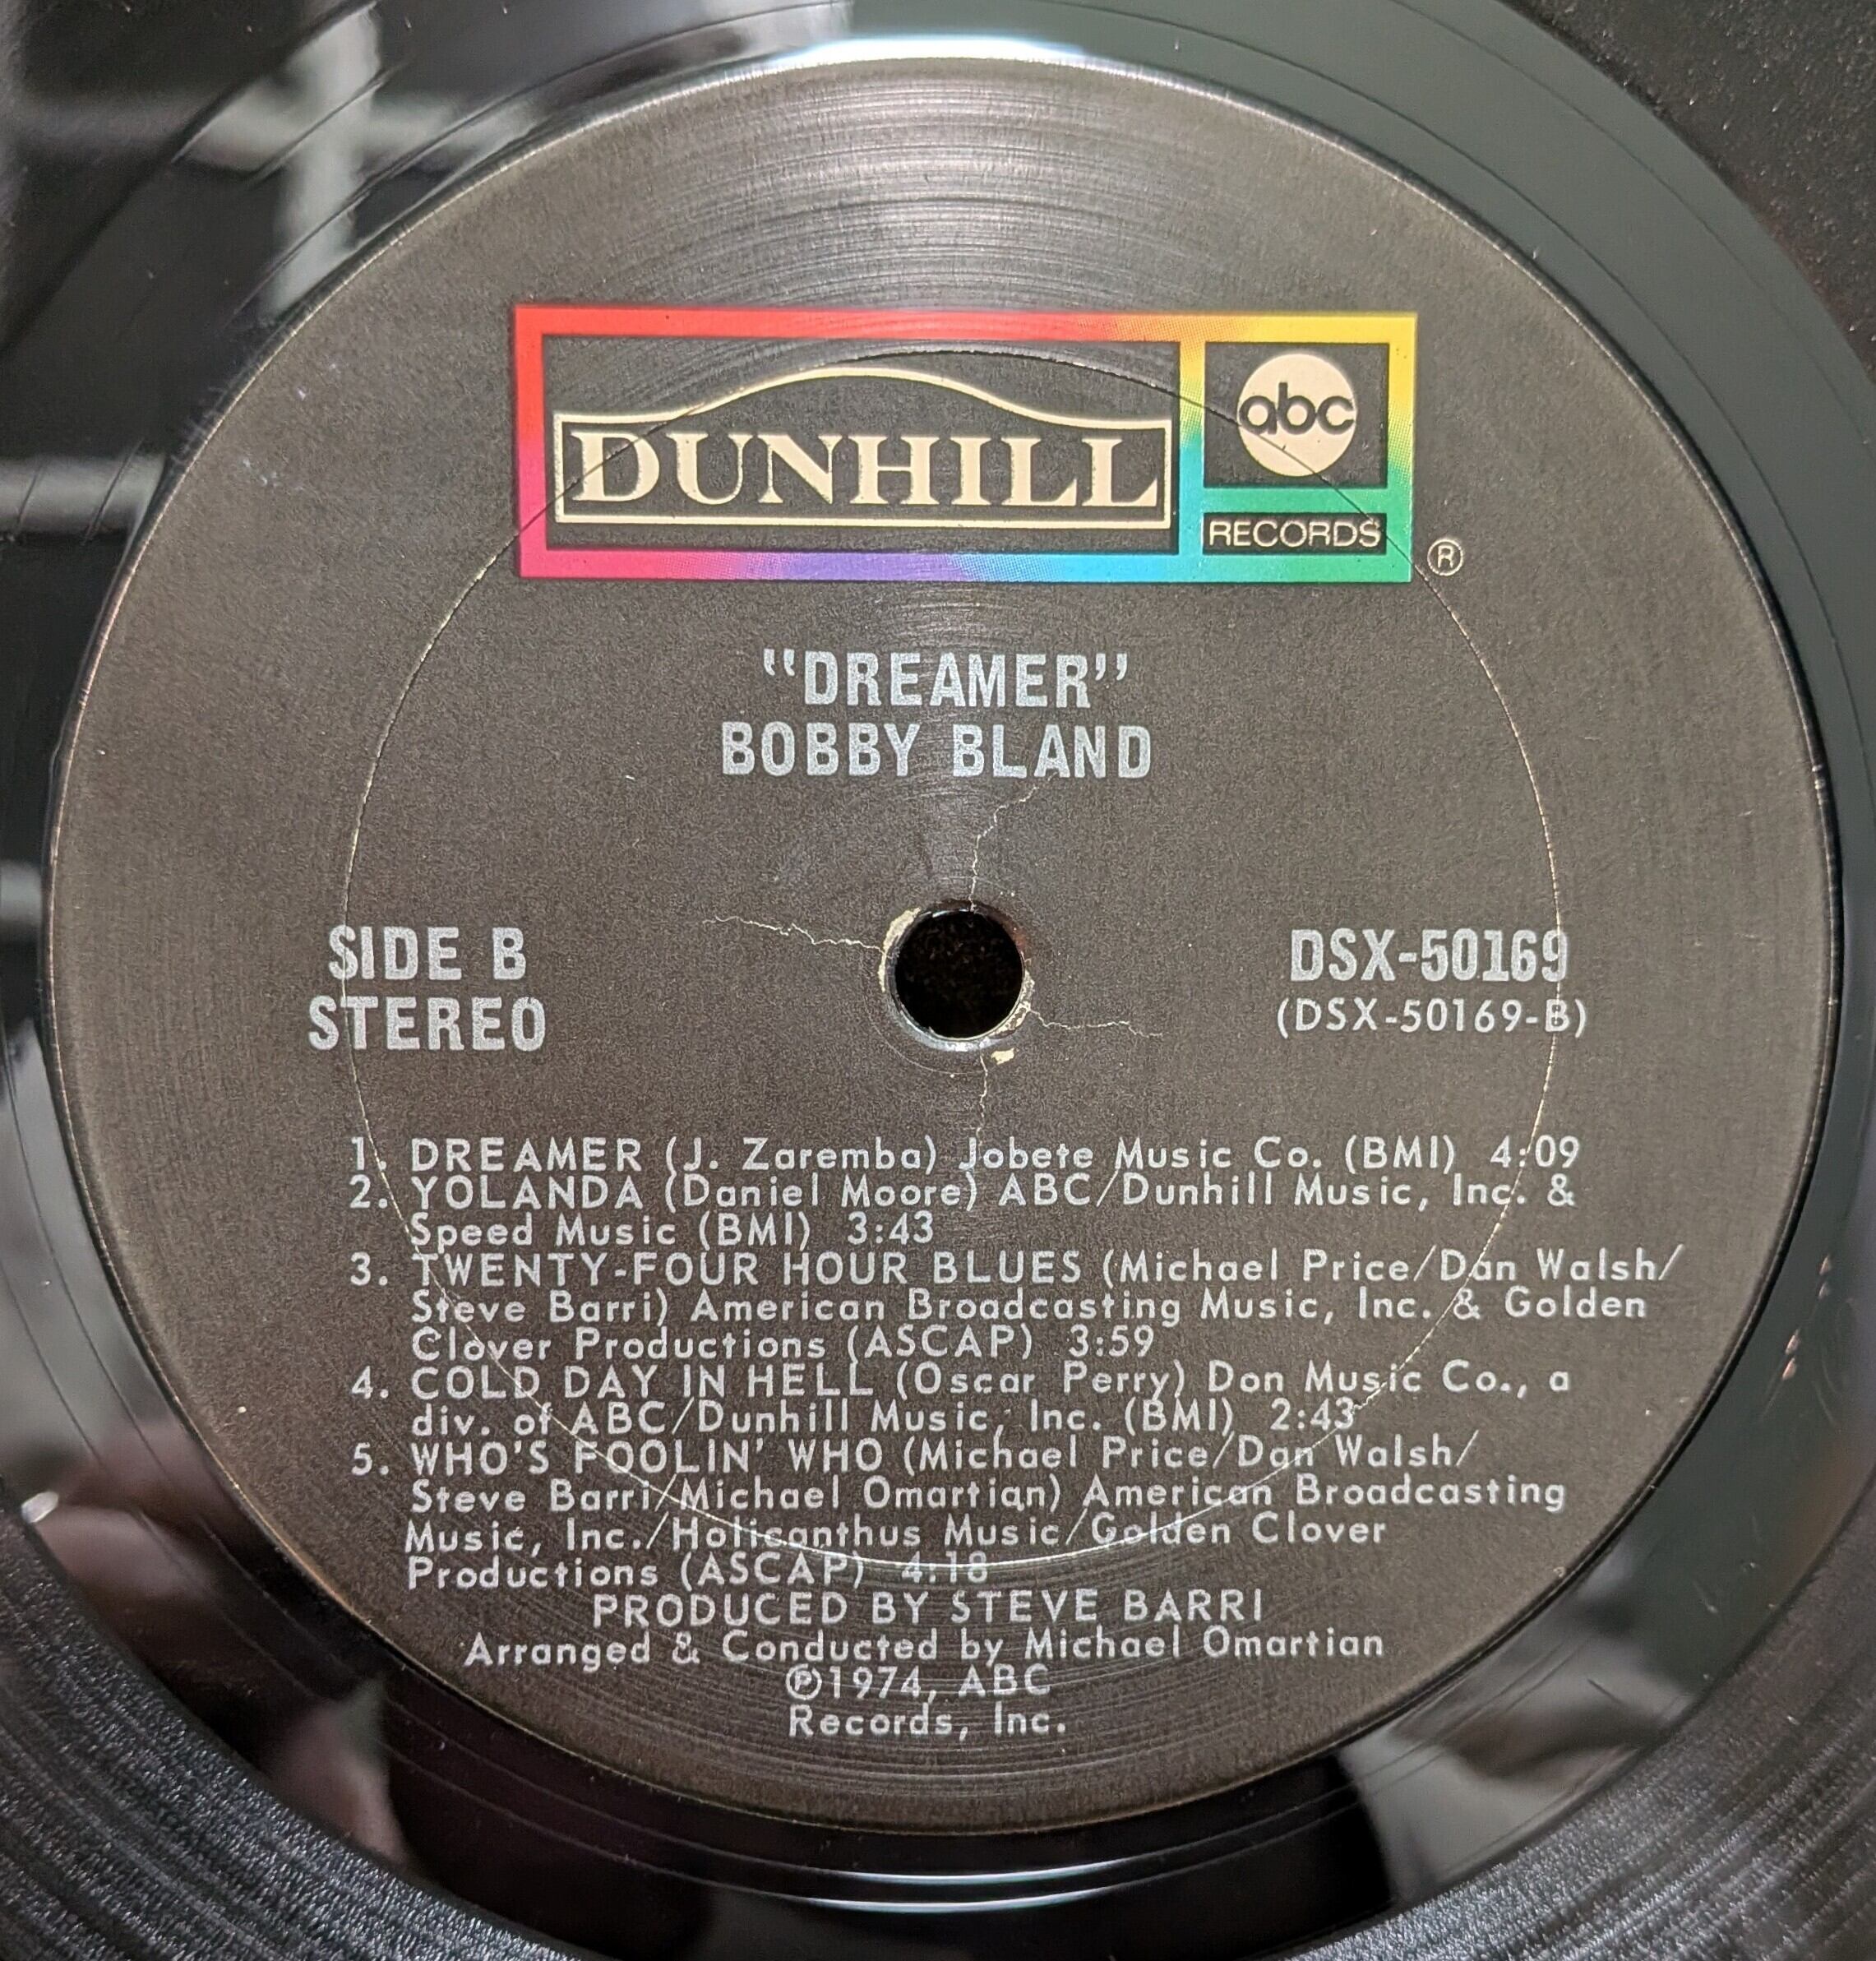 DUNHILL
abc
RECORDS
®
"DREAMER"
BOBBY BLAND
SIDE B
STEREO
DSX-50169
(DSX-50169-B)
1. DREAMER (J. Zaremba) Jobete Music Co. (BMI) 4:09
2. YOLANDA (Daniel Moore) ABC/Dunhill Music, Inc. &
Speed Music (BMI) 3:43
3. TWENTY-FOUR HOUR BLUES (Michael Price/Dan Walsh/
Steve Barri) American Broadcasting Music, Inc. & Golden
Clover Productions (ASCAP) 3:59
4. COLD DAY IN HELL (Oscar Perry) Don Music Co., a
div. of ABC/Dunhill Music, Inc. (BMI) 2:43
5. WHO'S FOOLIN' WHO (Michael Price/Dan Walsh/
Steve Barri/Michael Omartian) American Broadcasting
Music, Inc./Holicanthus Music/Golden Clover
Productions (ASCAP) 4:18
PRODUCED BY STEVE BARRI
Arranged & Conducted by Michael Omartian
℗1974, ABC
Records, Inc.